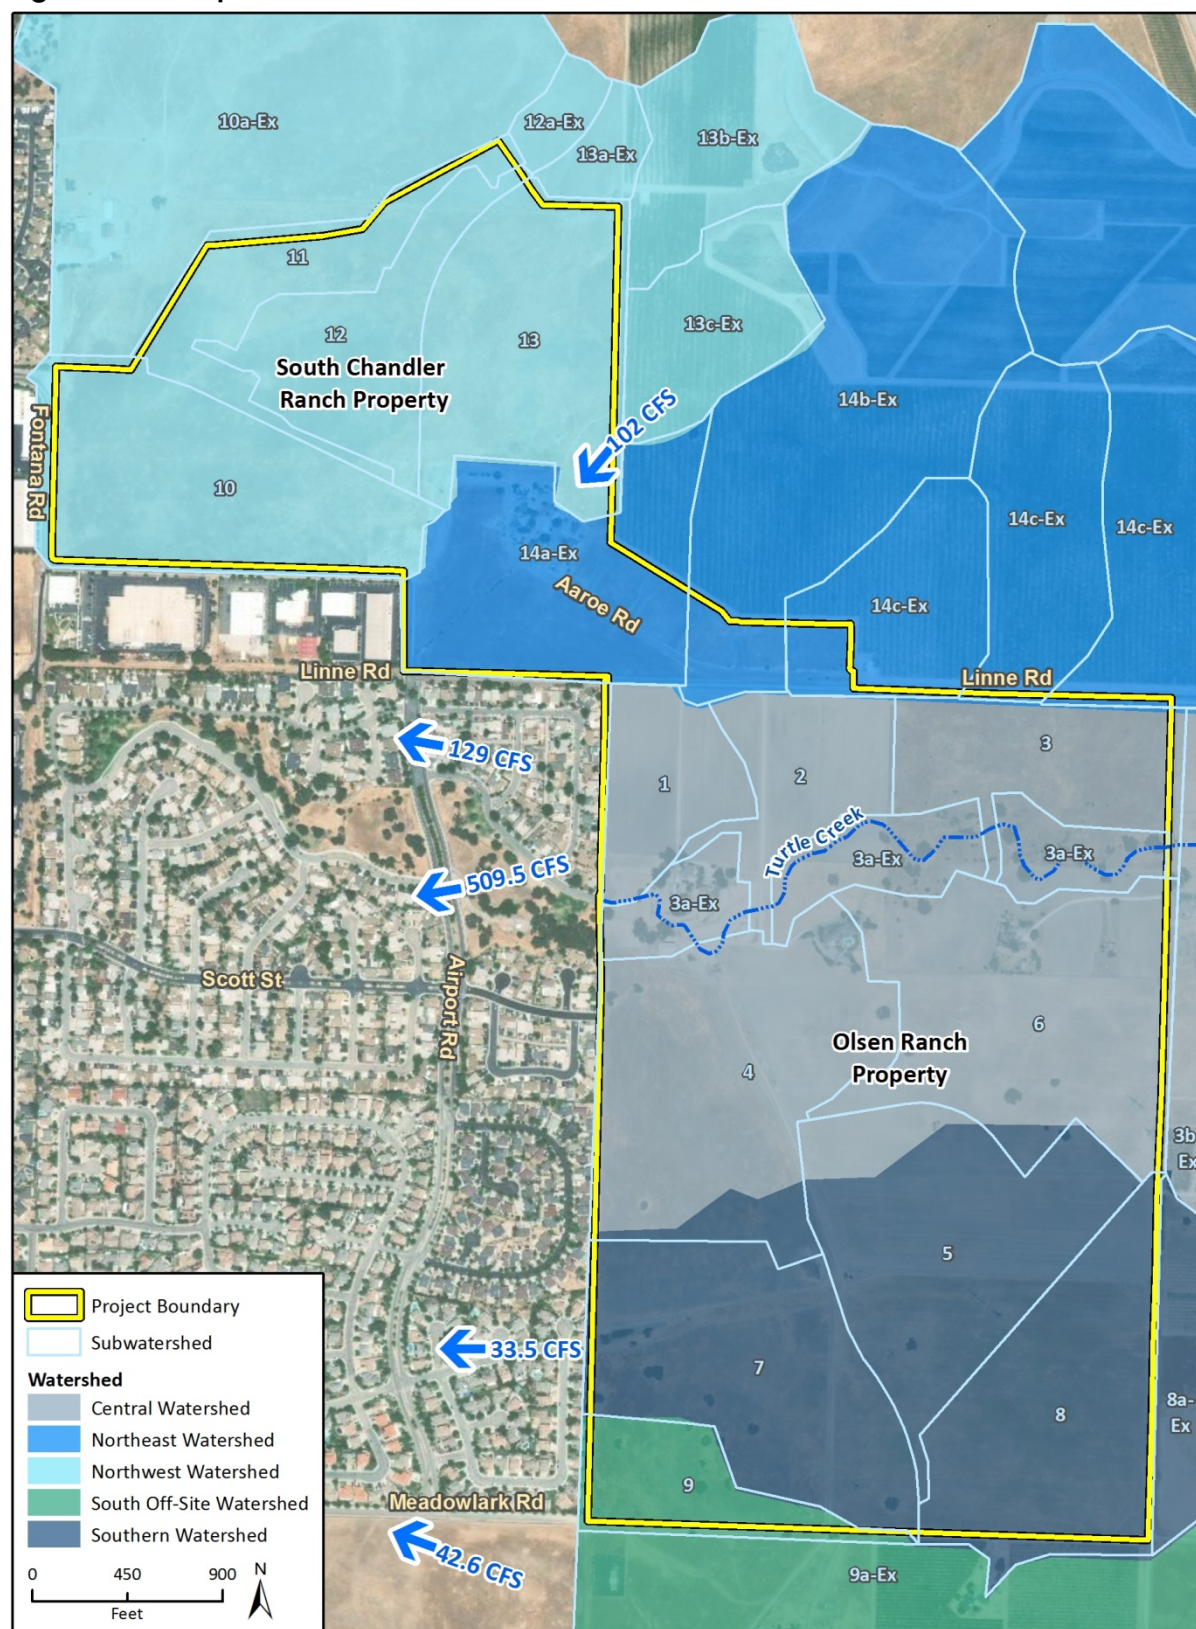 10a-Ex
12a-Ex
13a-Ex
13b-Ex
11
12
13
13c-Ex
South Chandler
Ranch Property
Fontana Rd
102 CFS
14b-Ex
10
14a-Ex
14c-Ex
14c-Ex
14c-Ex
Aaroe Rd
Linne Rd
Linne Rd
129 CFS
1
2
3
Turtle Creek
3a-Ex
3a-Ex
3a-Ex
509.5 CFS
Scott St
Airport Rd
4
Olsen Ranch
Property
6
3b
Ex
5
33.5 CFS
7
8
8a-
Ex
9
Meadowlark Rd
42.6 CFS
9a-Ex
Project Boundary
Subwatershed
Watershed
Central Watershed
Northeast Watershed
Northwest Watershed
South Off-Site Watershed
Southern Watershed
0 450 900
Feet
N